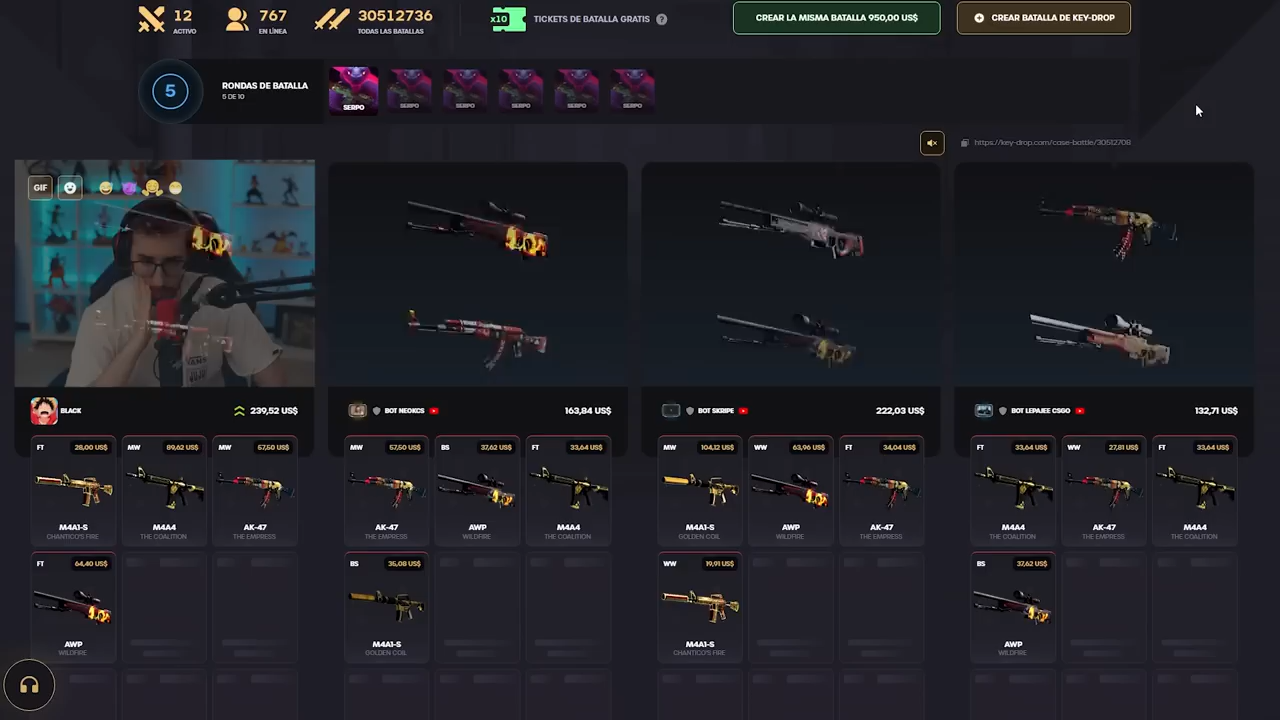 12
ACTIVO
767
EN LÍNEA
30512736
TODAS LAS BATALLAS
x10
TICKETS DE BATALLA GRATIS
?
CREAR LA MISMA BATALLA 950,00 US$
CREAR BATALLA DE KEY-DROP
5
RONDAS DE BATALLA
5 DE 10
SERPO
SERPO
SERPO
SERPO
SERPO
SERPO
https://key-drop.com/case-battle/30512708
GIF
BLACK
239,52 US$
BOT NEOKCS
163,84 US$
BOT SKRIPE
222,03 US$
BOT LEPAJEE CSGO
132,71 US$
FT 28,00 US$
M4A1-S
CHANTICO'S FIRE
MW 89,62 US$
M4A4
THE COALITION
MW 57,50 US$
AK-47
THE EMPRESS
MW 57,50 US$
AK-47
THE EMPRESS
BS 37,62 US$
AWP
WILDFIRE
FT 33,64 US$
M4A4
THE COALITION
MW 104,12 US$
M4A1-S
GOLDEN COIL
WW 63,96 US$
AWP
WILDFIRE
FT 34,04 US$
AK-47
THE EMPRESS
FT 33,64 US$
M4A4
THE COALITION
WW 27,81 US$
AK-47
THE EMPRESS
FT 33,64 US$
M4A4
THE COALITION
FT 64,40 US$
AWP
WILDFIRE
BS 35,08 US$
M4A1-S
GOLDEN COIL
WW 19,91 US$
M4A1-S
CHANTICO'S FIRE
BS 37,62 US$
AWP
WILDFIRE